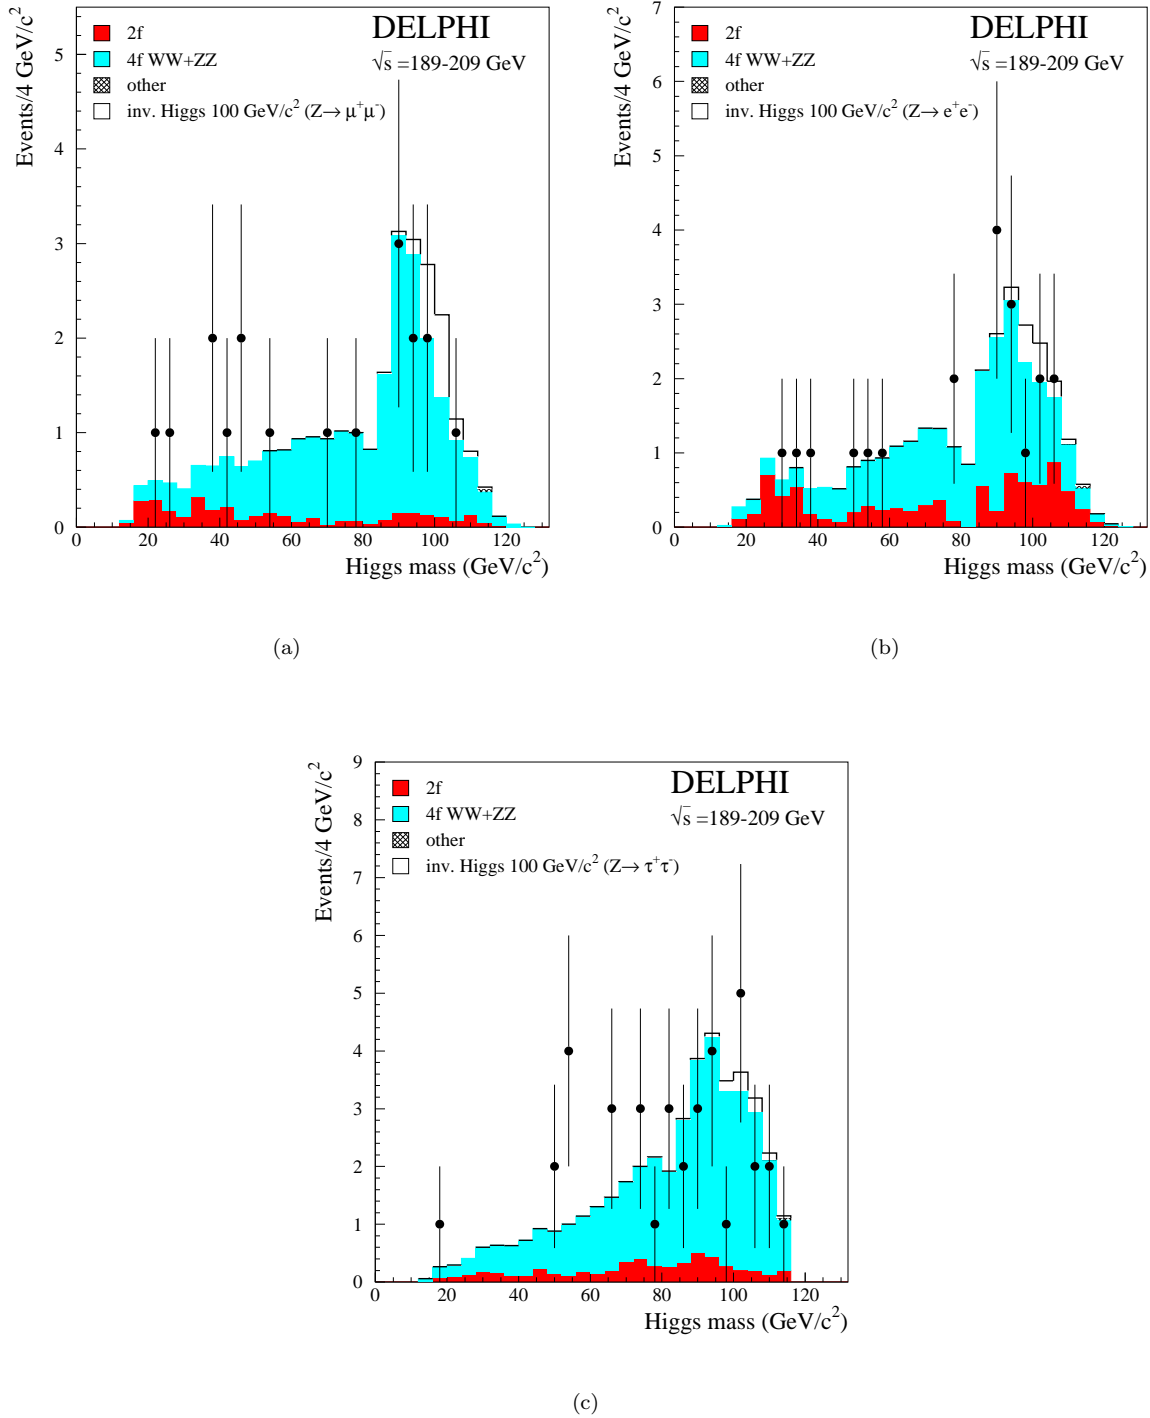 DELPHI
√s =189-209 GeV
2f
4f WW+ZZ
other
inv. Higgs 100 GeV/c² (Z→ μ⁺μ⁻)
Events/4 GeV/c²
5
4
3
2
1
0
0 20 40 60 80 100 120
Higgs mass (GeV/c²)
(a)
DELPHI
√s =189-209 GeV
2f
4f WW+ZZ
other
inv. Higgs 100 GeV/c² (Z→ e⁺e⁻)
Events/4 GeV/c²
7
6
5
4
3
2
1
0
0 20 40 60 80 100 120
Higgs mass (GeV/c²)
(b)
DELPHI
√s =189-209 GeV
2f
4f WW+ZZ
other
inv. Higgs 100 GeV/c² (Z→ τ⁺τ⁻)
Events/4 GeV/c²
9
8
7
6
5
4
3
2
1
0
0 20 40 60 80 100 120
Higgs mass (GeV/c²)
(c)